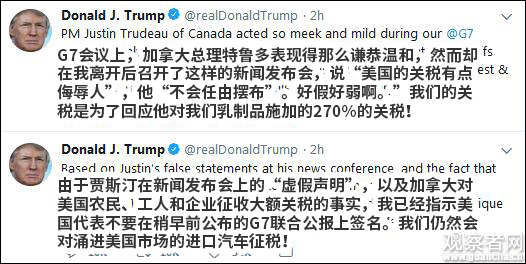 Donald J. Trump @realDonaldTrump · 2h
PM Justin Trudeau of Canada acted so meek and mild during our @G7
G7会议上，加拿大总理特鲁多表现得那么谦恭温和，然而却
在我离开后召开了这样的新闻发布会，说“美国的关税有点
侮辱人”，他“不会任由摆布”。好假好弱啊。”我们的关
税是为了回应他对我们乳制品施加的270%的关税！
Donald J. Trump @realDonaldTrump · 2h
Based on Justin's false statements at his news conference, and the fact that
由于贾斯汀在新闻发布会上的“虚假声明”，以及加拿大对
美国农民、工人和企业征收大额关税的事实，我已经指示美
国代表不要在稍早前公布的G7联合公报上签名。我们仍然会
对涌进美国市场的进口汽车征税！
观察者网
www.guancha.cn